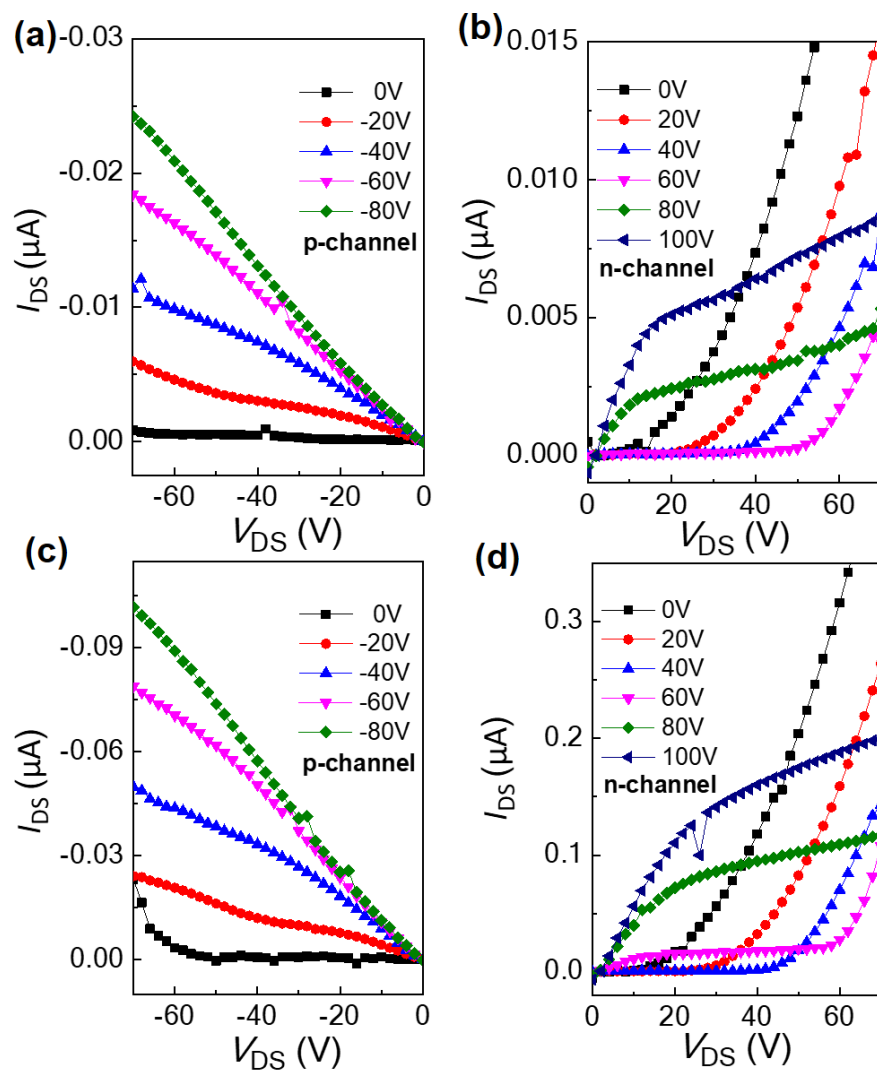 (a)
-0.03
-0.02
-0.01
0.00
I_DS (μA)
0V
-20V
-40V
-60V
-80V
p-channel
-60
-40
-20
0
V_DS (V)
(b)
0.015
0.010
0.005
0.000
I_DS (μA)
0V
20V
40V
60V
80V
100V
n-channel
0
20
40
60
V_DS (V)
(c)
-0.09
-0.06
-0.03
0.00
I_DS (μA)
0V
-20V
-40V
-60V
-80V
p-channel
-60
-40
-20
0
V_DS (V)
(d)
0.3
0.2
0.1
0.0
I_DS (μA)
0V
20V
40V
60V
80V
100V
n-channel
0
20
40
60
V_DS (V)